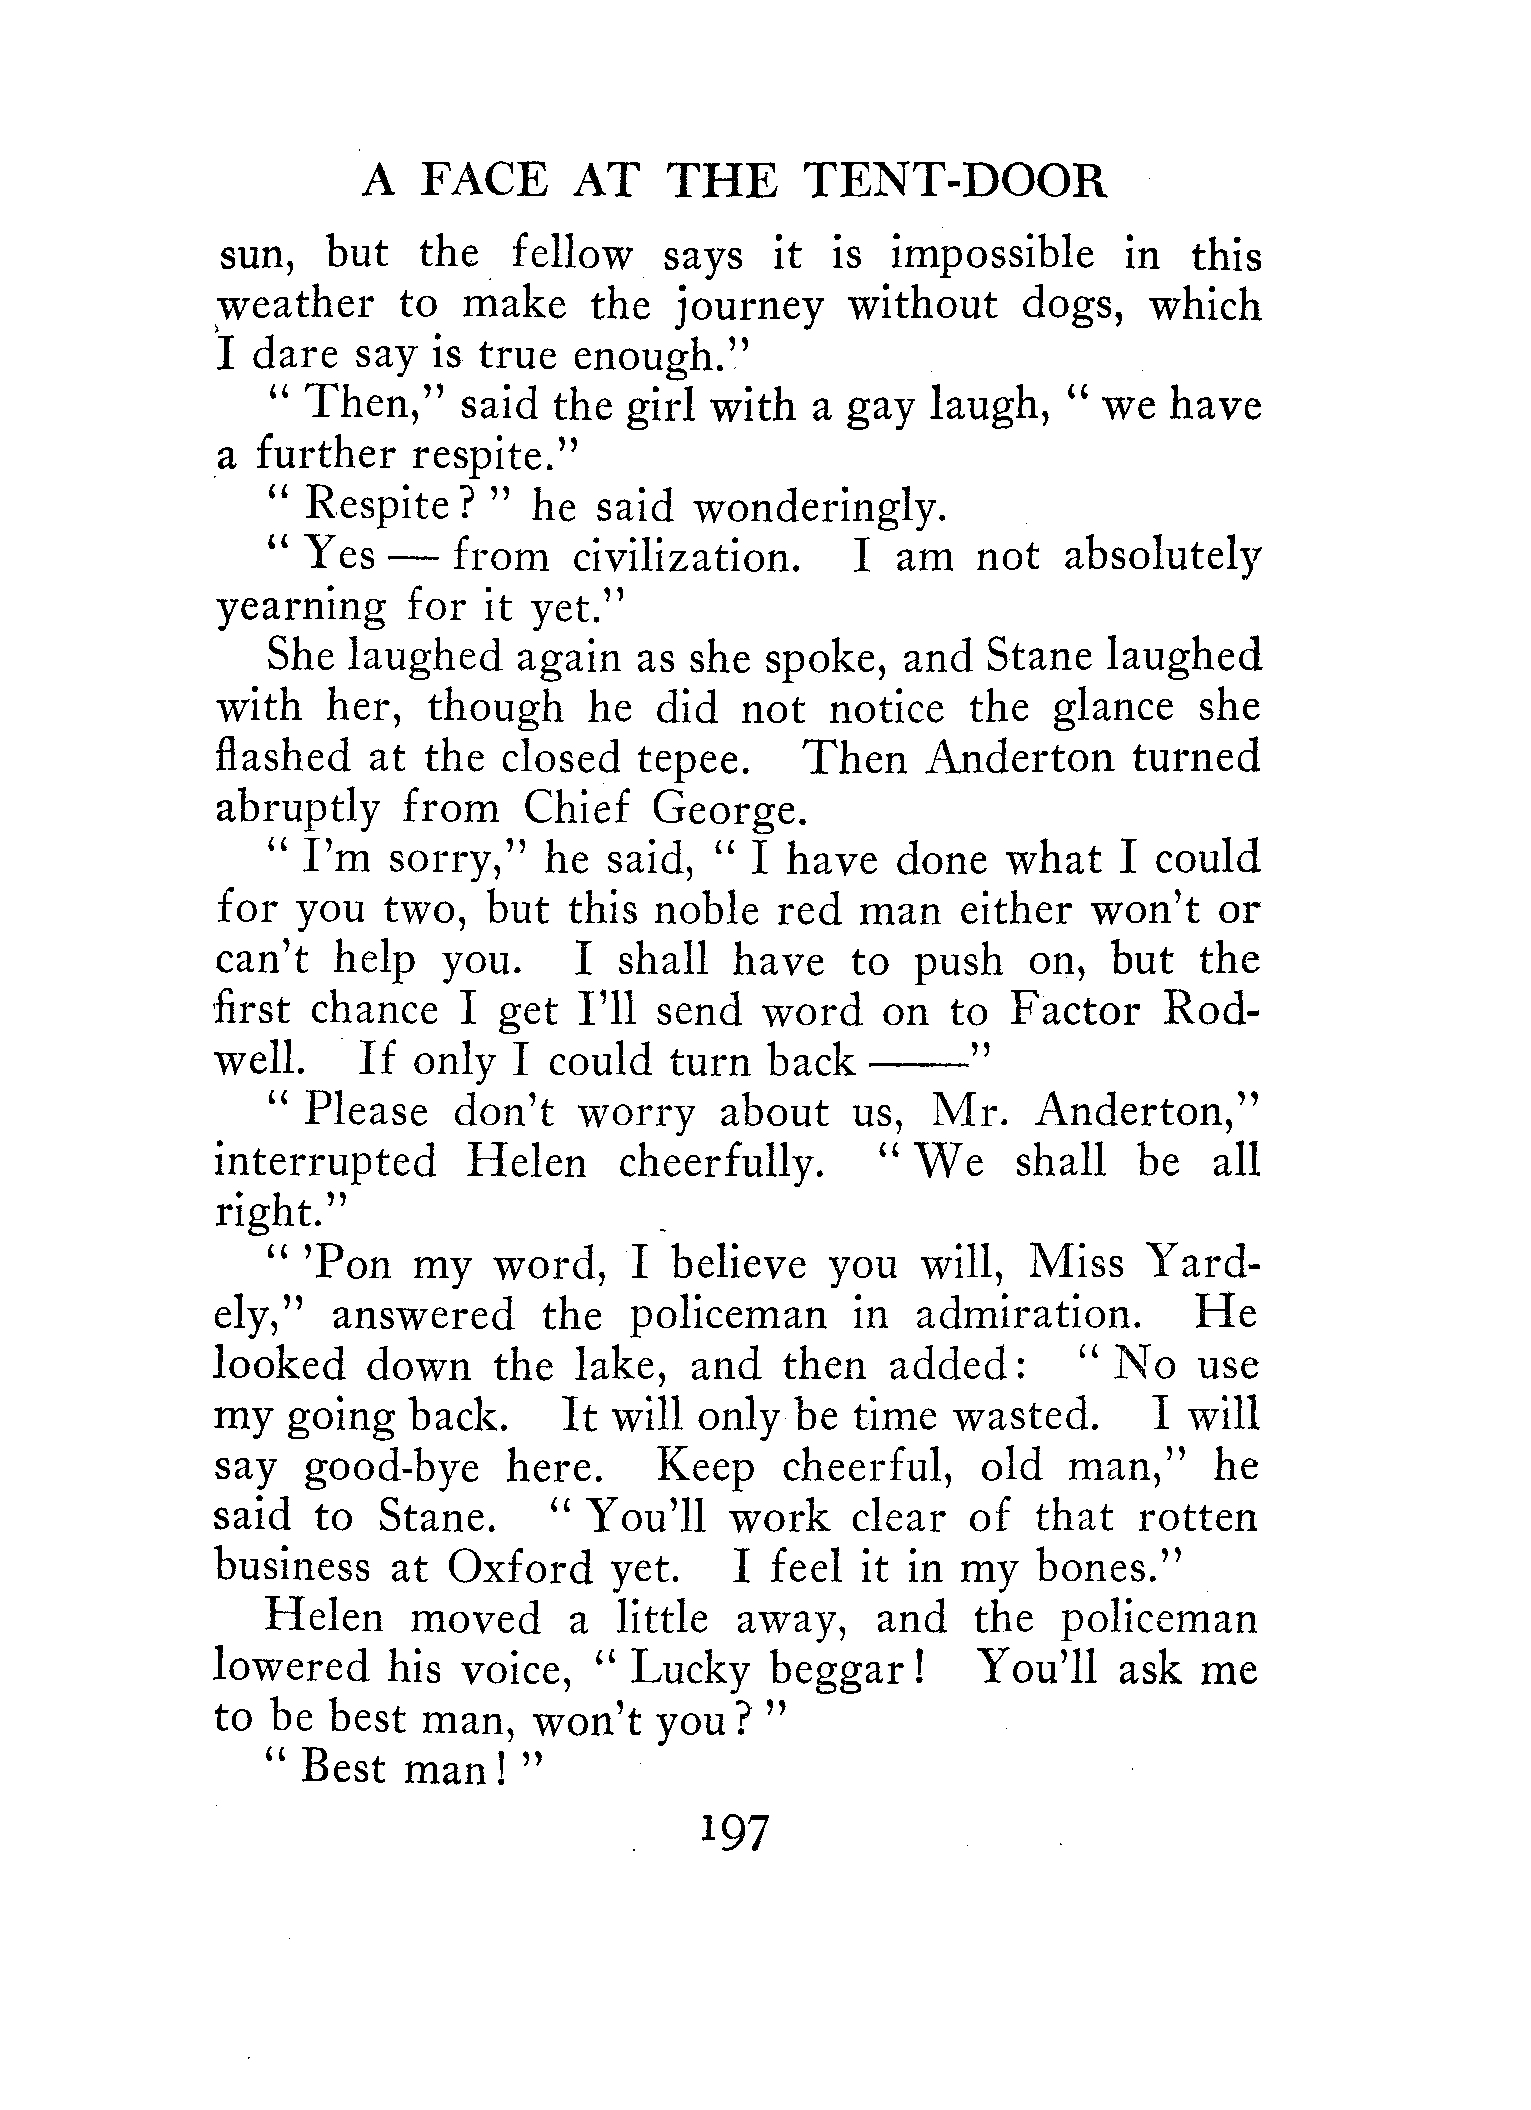 A FACE AT THE TENT-DOOR
sun, but the fellow says it is impossible in this
weather to make the journey without dogs, which
I dare say is true enough."
" Then," said the girl with a gay laugh, " we have
a further respite."
" Respite? " he said wonderingly.
" Yes — from civilization. I am not absolutely
yearning for it yet."
She laughed again as she spoke, and Stane laughed
with her, though he did not notice the glance she
flashed at the closed tepee. Then Anderton turned
abruptly from Chief George.
" I'm sorry," he said, " I have done what I could
for you two, but this noble red man either won't or
can't help you. I shall have to push on, but the
first chance I get I'll send word on to Factor Rod-
well. If only I could turn back ——"
" Please don't worry about us, Mr. Anderton,"
interrupted Helen cheerfully. " We shall be all
right."
" 'Pon my word, I believe you will, Miss Yard-
ely," answered the policeman in admiration. He
looked down the lake, and then added: " No use
my going back. It will only be time wasted. I will
say good-bye here. Keep cheerful, old man," he
said to Stane. " You'll work clear of that rotten
business at Oxford yet. I feel it in my bones."
Helen moved a little away, and the policeman
lowered his voice, " Lucky beggar! You'll ask me
to be best man, won't you? "
" Best man! "
197